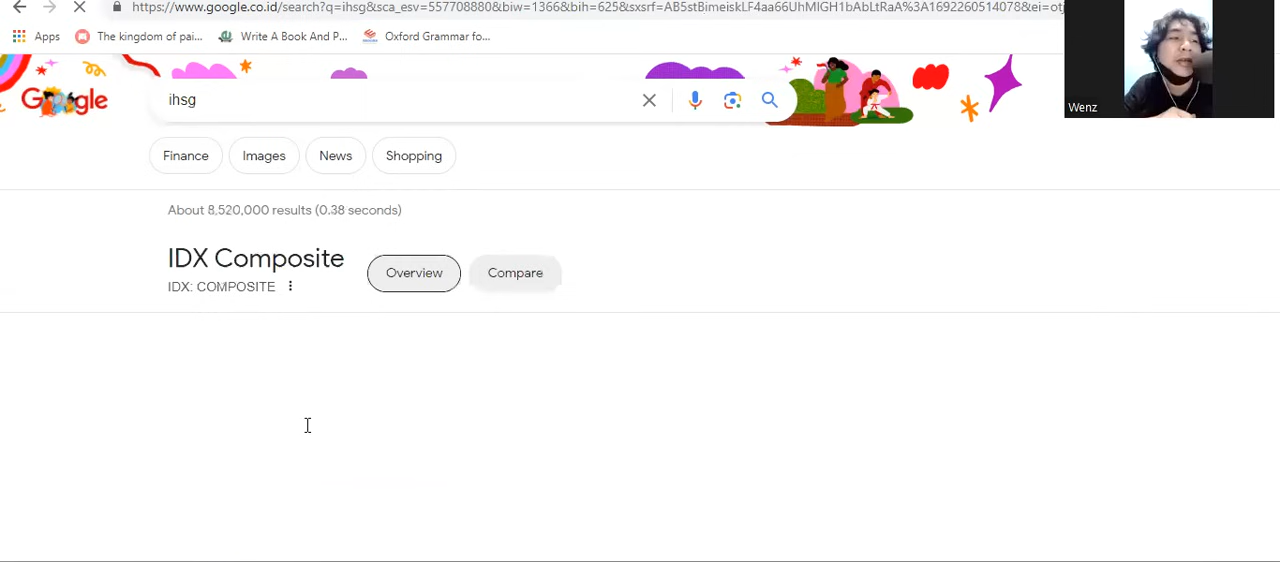 https://www.google.co.id/search?q=ihsg&sca_esv=557708880&biw=1366&bih=625&sxsrf=AB5stBimeiskLF4aa66UhMIGH1bAbLtRaA%3A1692260514078&ei=otj
Apps
The kingdom of pai...
Write A Book And P...
Oxford Grammar fo...
Google
ihsg
Wenz
Finance
Images
News
Shopping
About 8,520,000 results (0.38 seconds)
IDX Composite
Overview
Compare
IDX: COMPOSITE